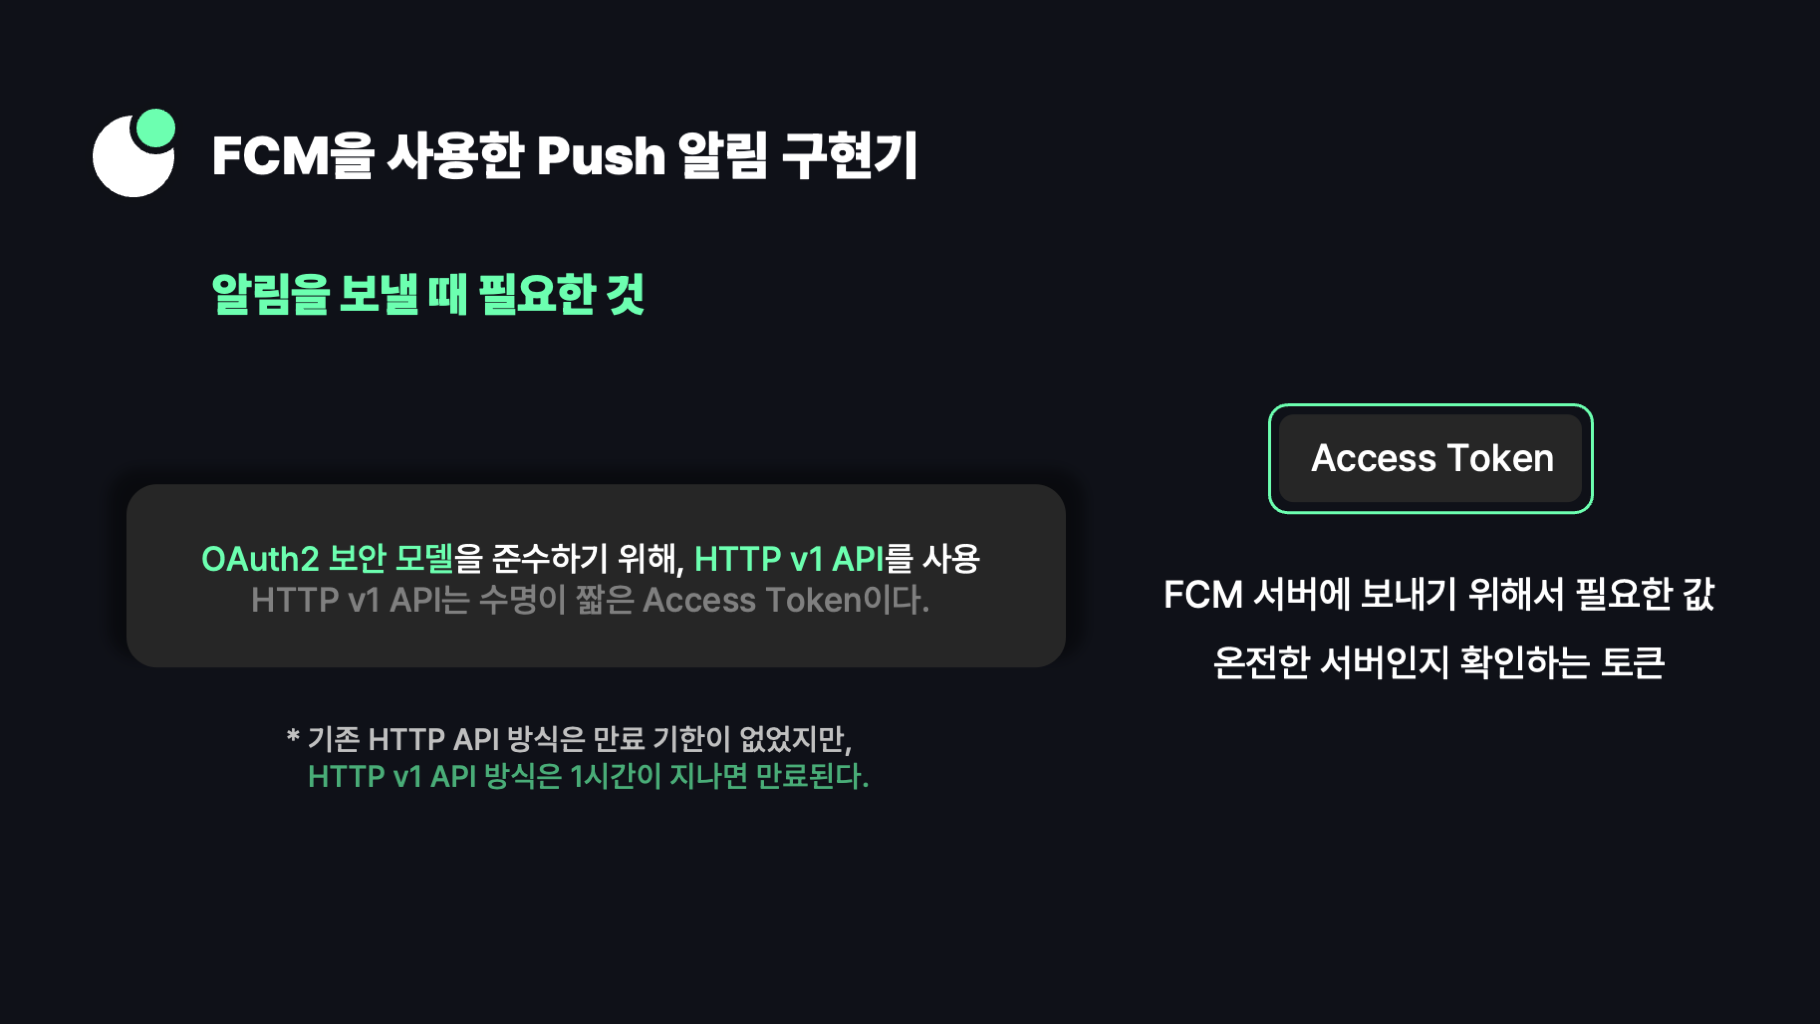 FCM을 사용한 Push 알림 구현기
알림을 보낼 때 필요한 것
OAuth2 보안 모델을 준수하기 위해, HTTP v1 API를 사용
HTTP v1 API는 수명이 짧은 Access Token이다.
* 기존 HTTP API 방식은 만료 기한이 없었지만,
HTTP v1 API 방식은 1시간이 지나면 만료된다.
Access Token
FCM 서버에 보내기 위해서 필요한 값
온전한 서버인지 확인하는 토큰